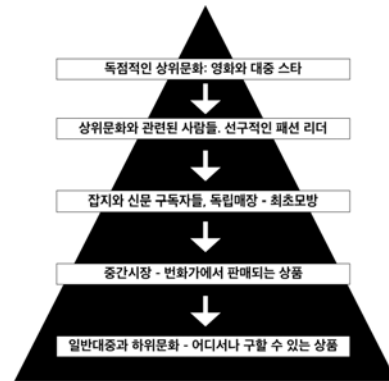 독점적인 상위문화: 영화와 대중 스타
상위문화와 관련된 사람들. 선구적인 패션 리더
잡지와 신문 구독자들, 독립매장 - 최초모방
중간시장 - 번화가에서 판매되는 상품
일반대중과 하위문화 - 어디서나 구할 수 있는 상품